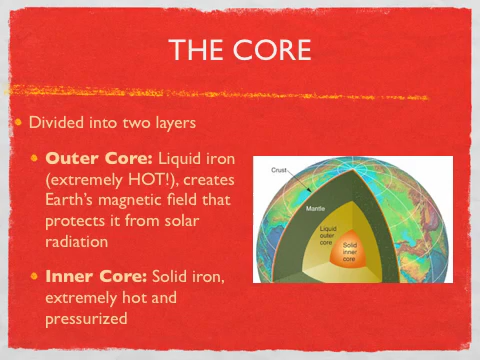 THE CORE
Divided into two layers
Outer Core: Liquid iron
(extremely HOT!), creates
Earth's magnetic field that
protects it from solar
radiation
Inner Core: Solid iron,
extremely hot and
pressurized
Crust
Mantle
Liquid
outer
core
Solid
inner
core